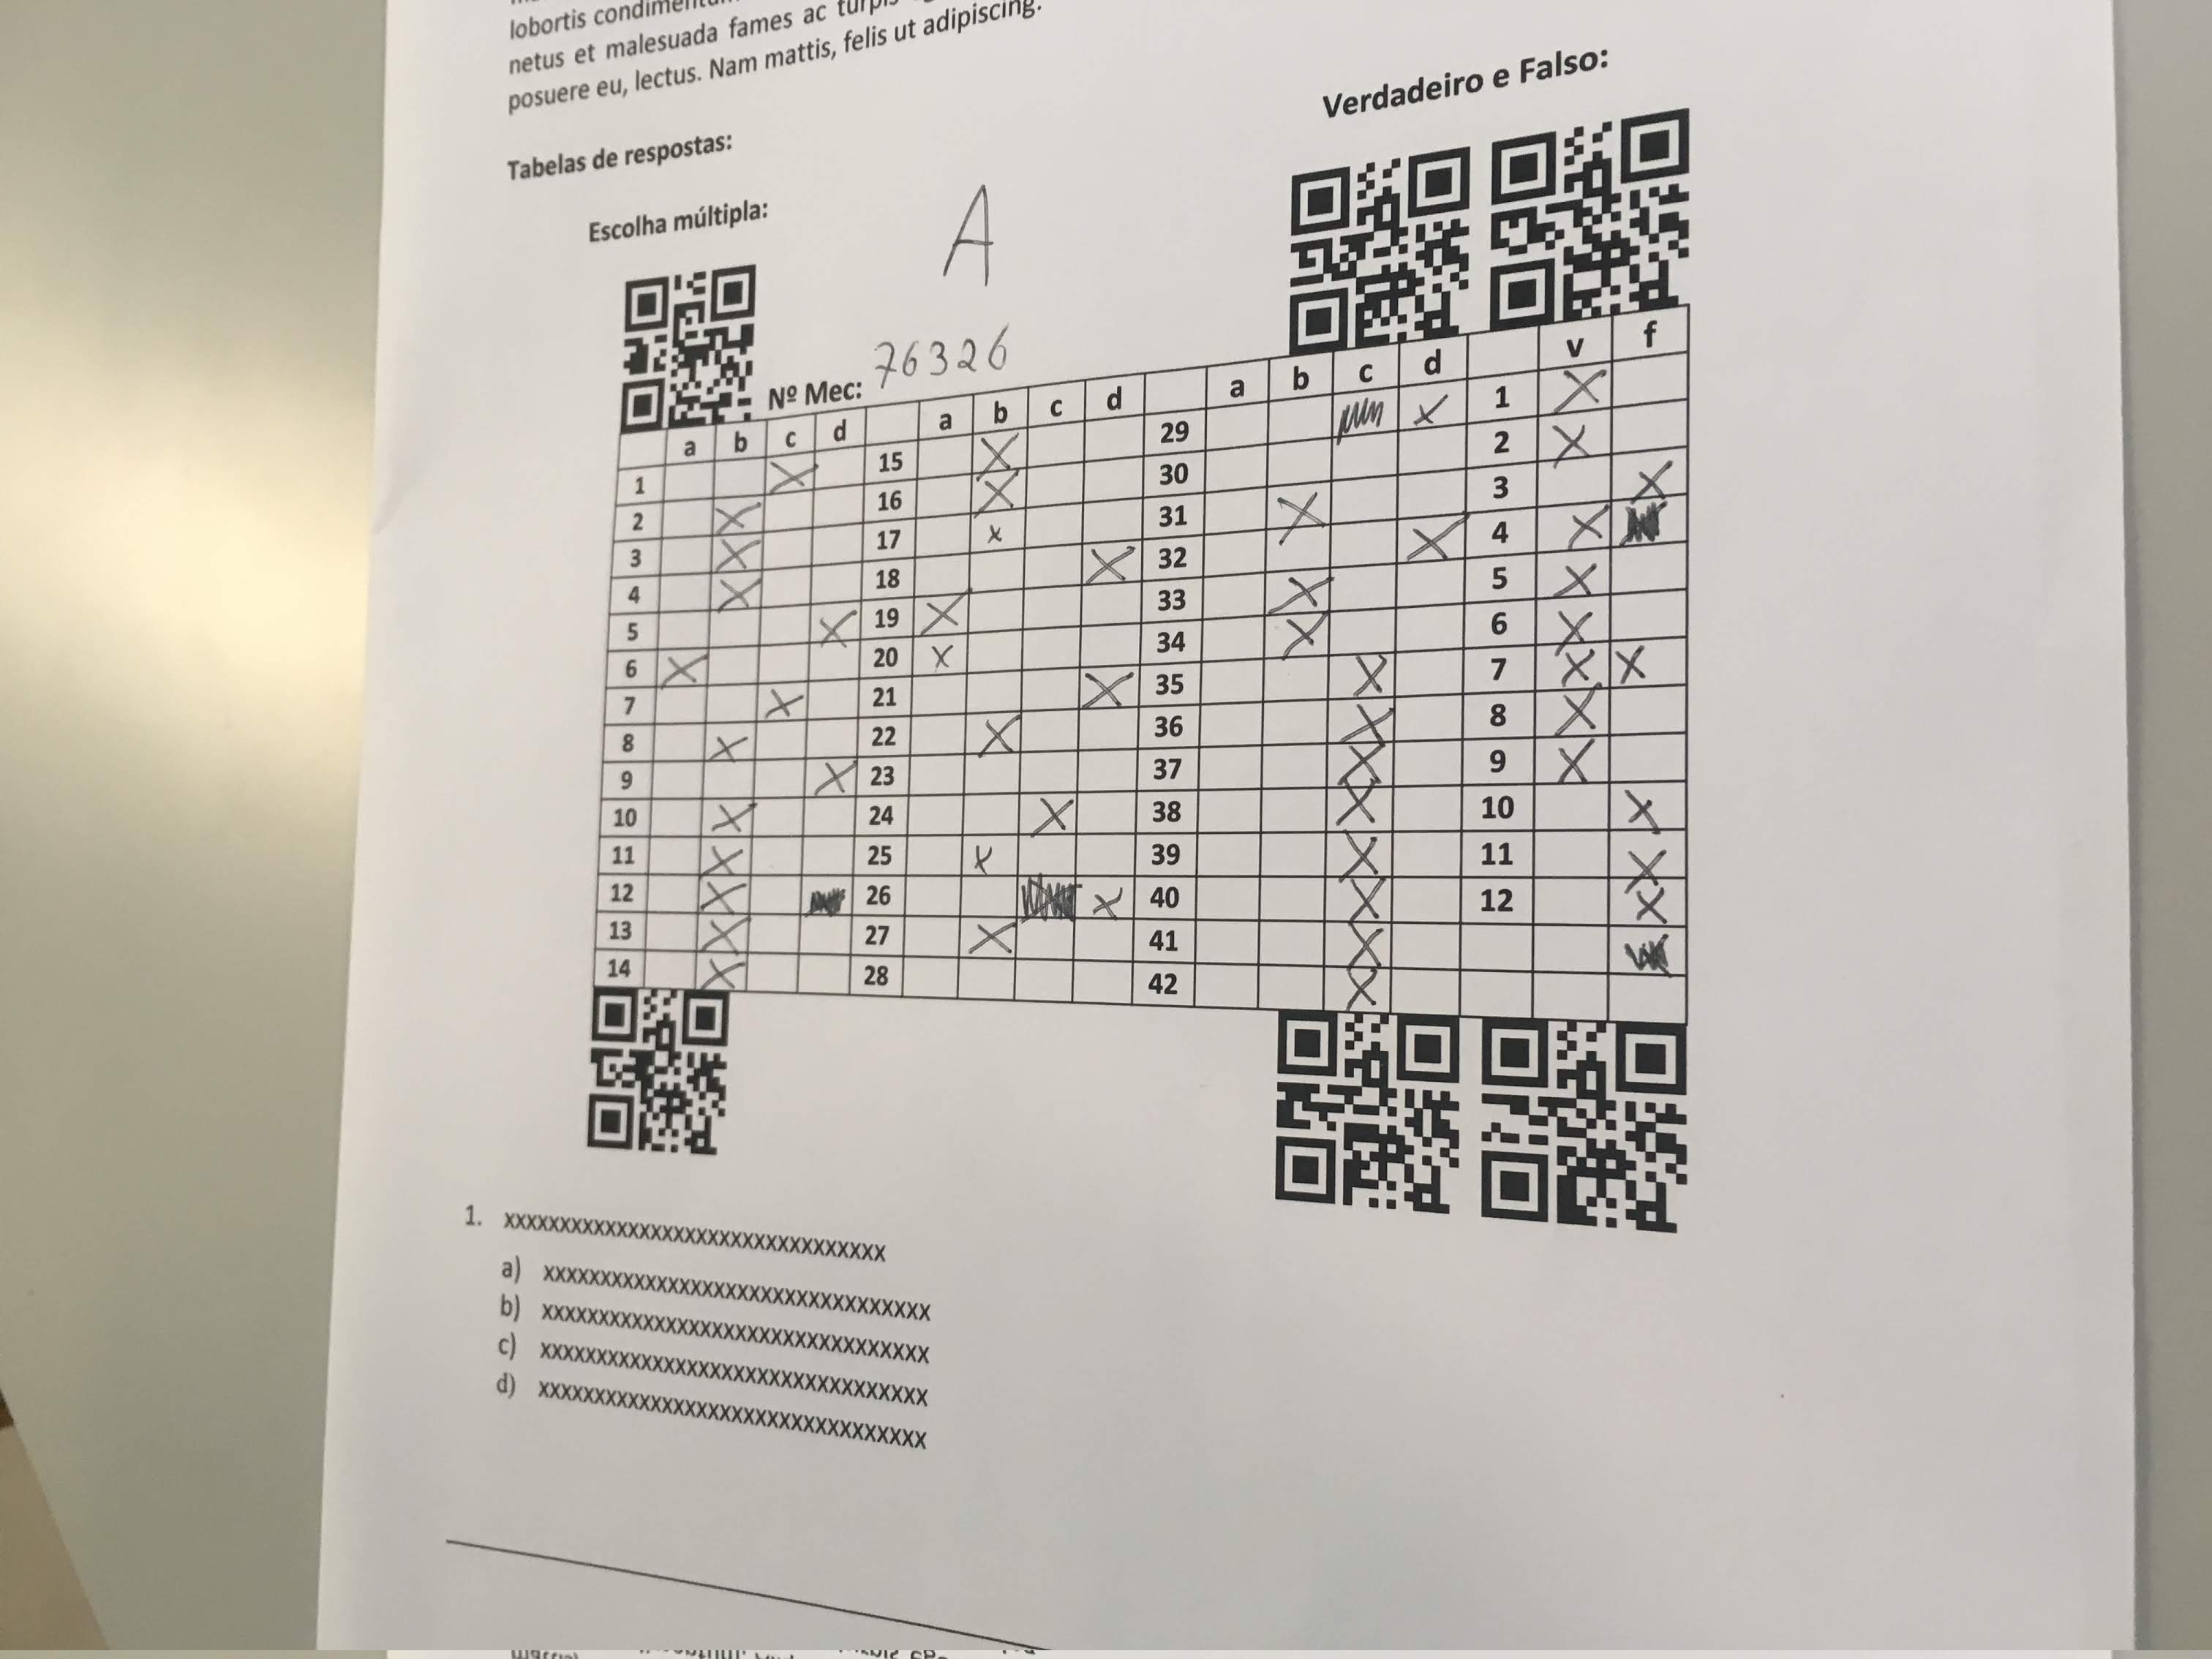 lobortis
netus et malesuada fames ac turpis
posuere eu, lectus. Nam mattis, felis ut adipiscing.
Verdadeiro e Falso:
Tabelas de respostas:
Escolha múltipla:
A
Nº Mec: 76326
a b c d a b c d a b c d v f
1 X 15 X 29 X 1 X
2 X 16 X 30 2 X
3 X 17 x 31 X 3 X
4 X 18 X 32 X 4 X
5 X 19 X 33 X 5 X
6 X 20 X 34 X 6 X
7 X 21 X 35 X 7 X X
8 X 22 X 36 X 8 X
9 X 23 37 X 9 X
10 X 24 X 38 X 10 X
11 X 25 X 39 X 11 X
12 X 26 X 40 X 12 X
13 X 27 X 41 X
14 X 28 42 X
1. xxxxxxxxxxxxxxxxxxxxxxxxxxxxxxxxxx
a) xxxxxxxxxxxxxxxxxxxxxxxxxxxxxxxxxx
b) xxxxxxxxxxxxxxxxxxxxxxxxxxxxxxxxxx
c) xxxxxxxxxxxxxxxxxxxxxxxxxxxxxxxxxx
d) xxxxxxxxxxxxxxxxxxxxxxxxxxxxxxxxxx